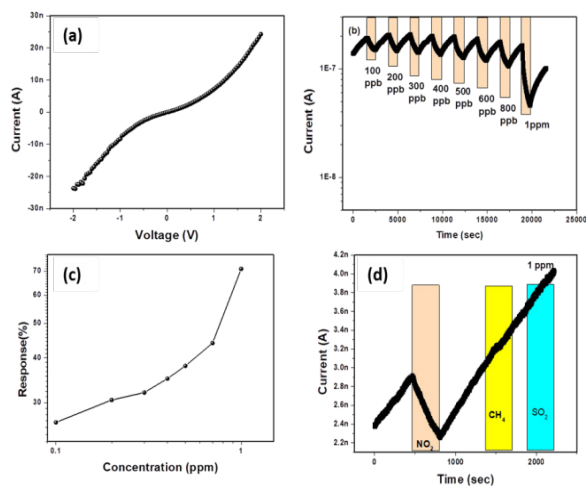 (a)
30n
20n
10n
0
-10n
-20n
-30n
Current (A)
-2
-1
0
1
2
Voltage (V)
(b)
1E-7
1E-8
Current (A)
100
ppb
200
ppb
300
ppb
400
ppb
500
ppb
600
ppb
800
ppb
1ppm
0
5000
10000
15000
20000
25000
Time (sec)
(c)
70
60
50
40
30
Response(%)
0.1
1
Concentration (ppm)
(d)
4.2n
4.0n
3.8n
3.6n
3.4n
3.2n
3.0n
2.8n
2.6n
2.4n
2.2n
Current (A)
1 ppm
NO2
CH4
SO2
0
1000
2000
Time (sec)